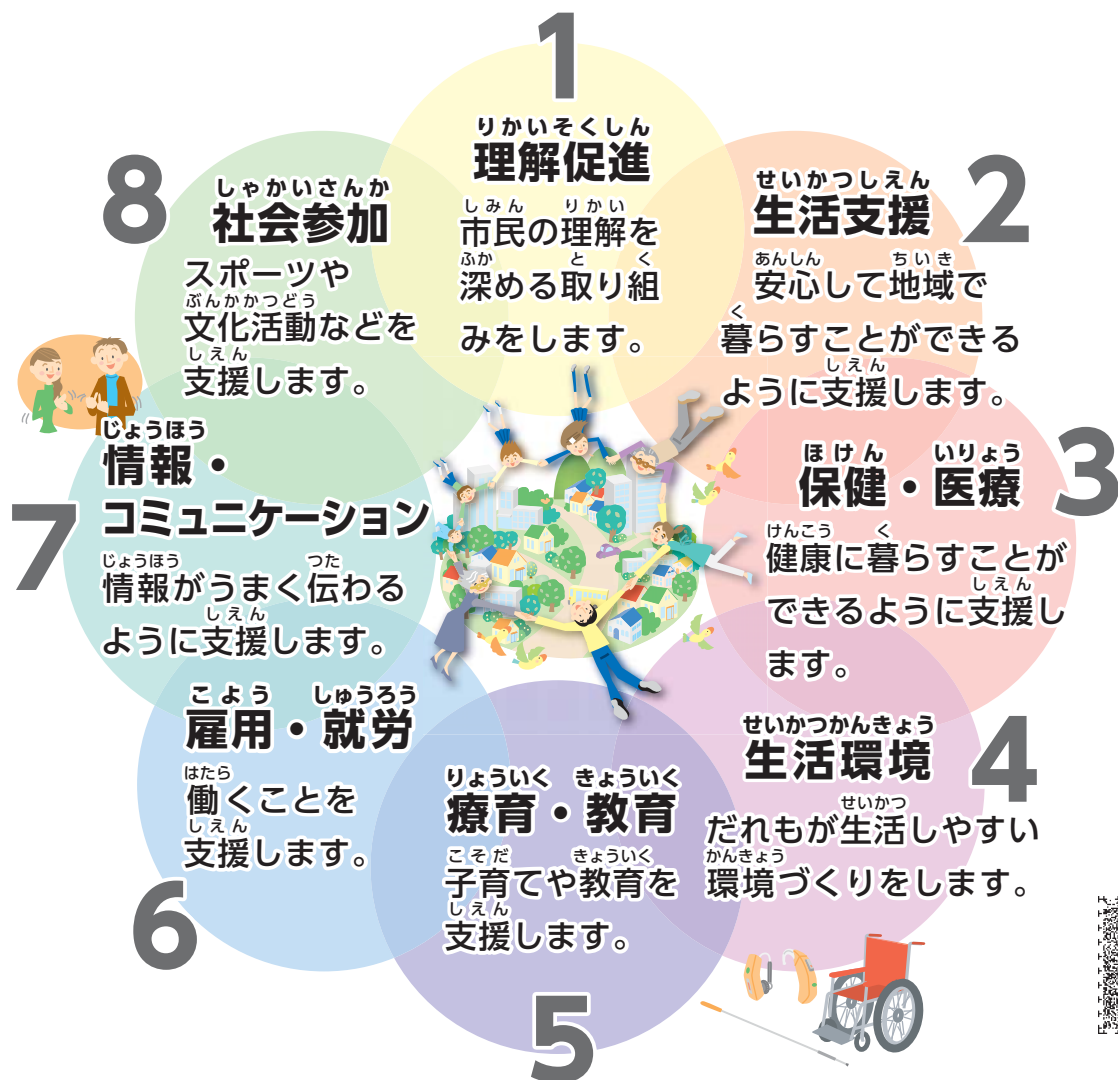 1
りかいそくしん
理解促進
しみん りかい
市民の理解を
ふか と く
深める取り組
みをします。
2
せいかつしえん
生活支援
あんしん ちいき
安心して地域で
く
暮らすことができる
しえん
ように支援します。
3
ほけん いりょう
保健・医療
けんこう く
健康に暮らすことが
しえん
できるように支援し
ます。
4
せいかつかんきょう
生活環境
せいかつ
だれもが生活しやすい
かんきょう
環境づくりをします。
5
りょういく きょういく
療育・教育
こそだ きょういく
子育てや教育を
しえん
支援します。
6
こよう しゅうろう
雇用・就労
はたら
働くことを
しえん
支援します。
7
じょうほう
情報・
コミュニケーション
じょうほう つた
情報がうまく伝わる
しえん
ように支援します。
8
しゃかいさんか
社会参加
スポーツや
ぶんかかつどう
文化活動などを
しえん
支援します。